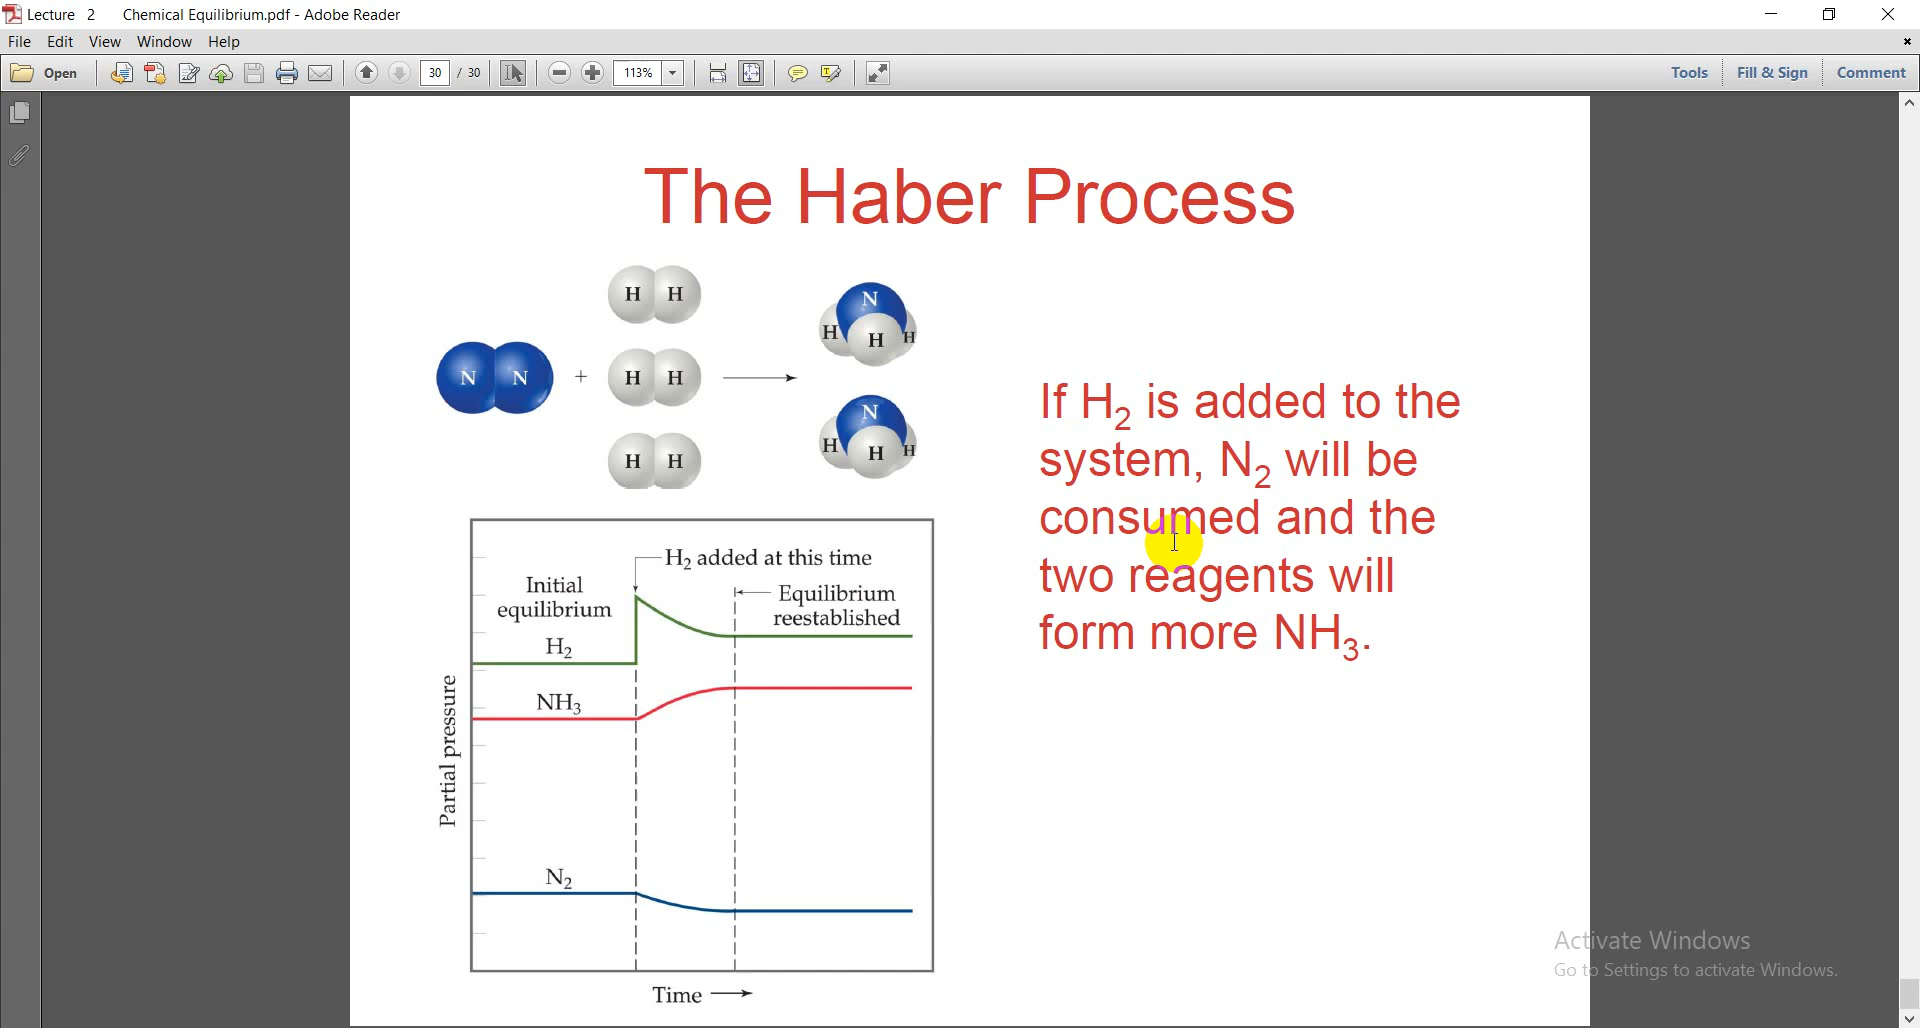 Lecture 2 Chemical Equilibrium.pdf - Adobe Reader
File Edit View Window Help
Open 30 / 30 113% Tools Fill & Sign Comment
The Haber Process
H H
N
H H H
N N + H H
N
H H H
H H
If H₂ is added to the
system, N₂ will be
consumed and the
two reagents will
form more NH₃.
H₂ added at this time
Initial
equilibrium
Equilibrium
reestablished
H₂
NH₃
Partial pressure
N₂
Time
Activate Windows
Go to Settings to activate Windows.